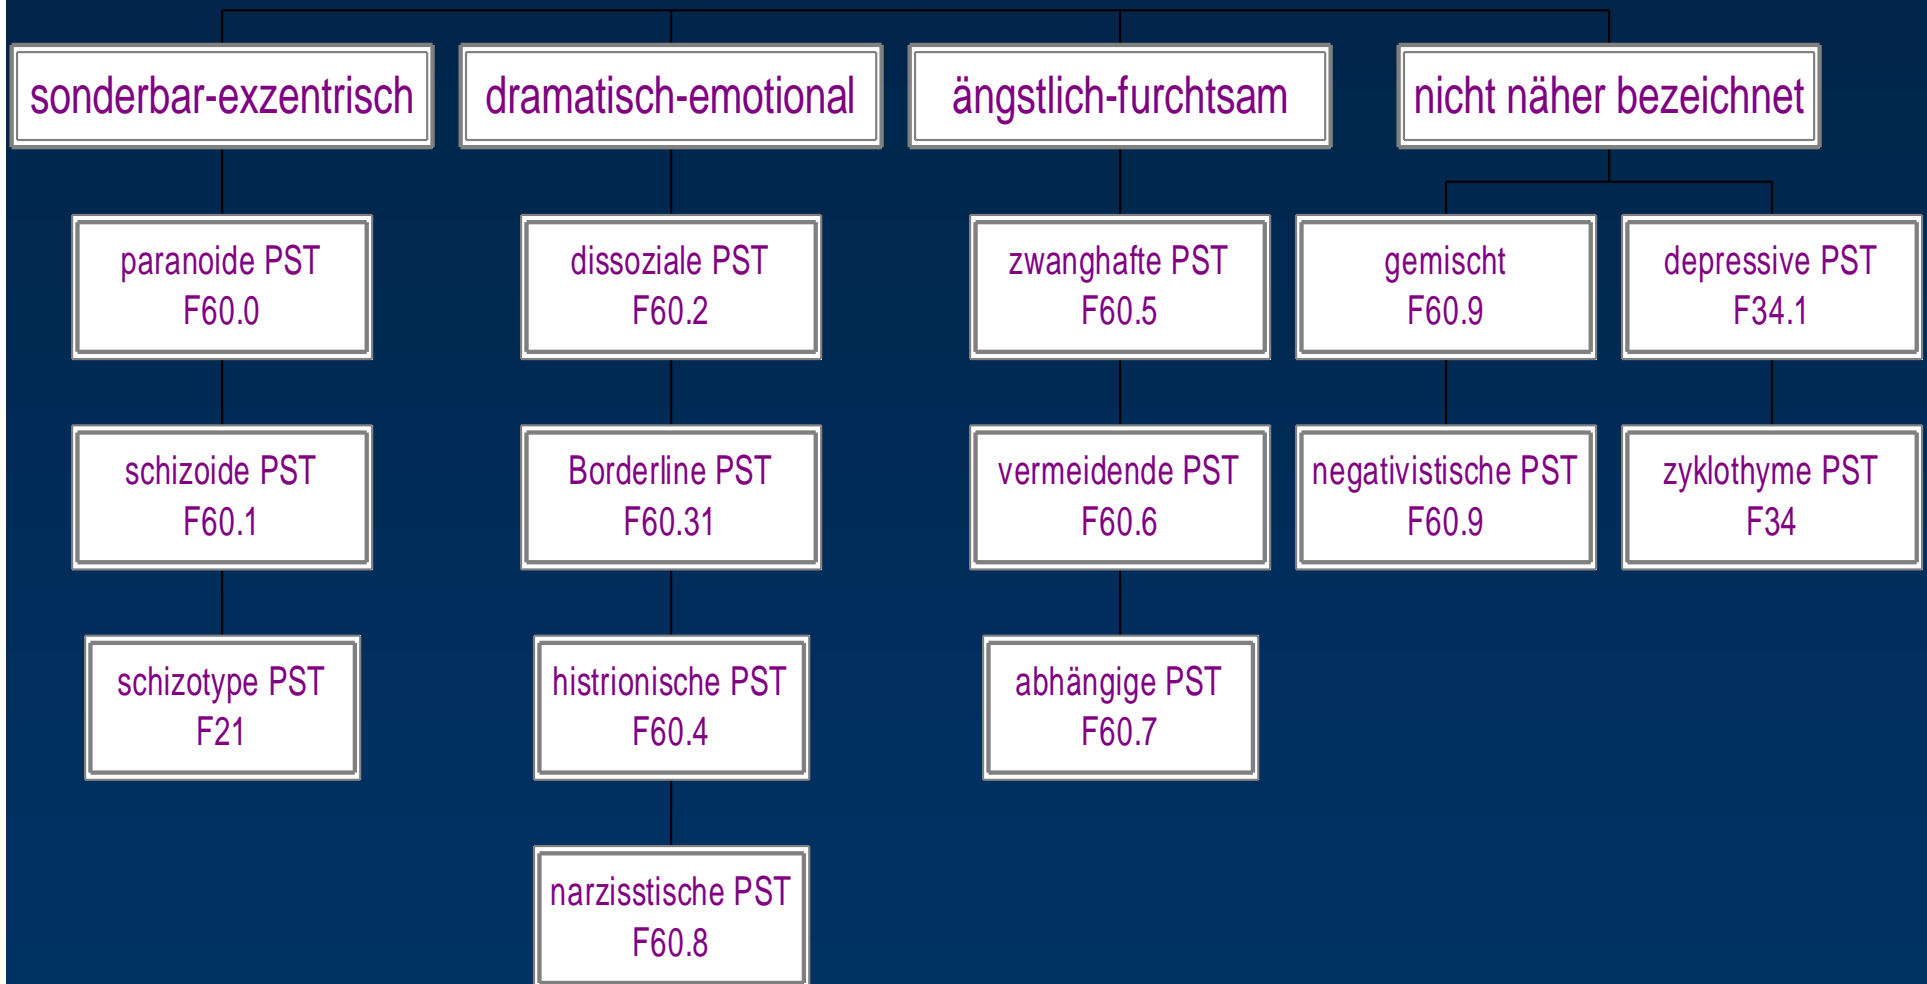 sonderbar-exzentrisch
dramatisch-emotional
ängstlich-furchtsam
nicht näher bezeichnet
paranoide PST
F60.0
dissoziale PST
F60.2
zwanghafte PST
F60.5
gemischt
F60.9
depressive PST
F34.1
schizoide PST
F60.1
Borderline PST
F60.31
vermeidende PST
F60.6
negativistische PST
F60.9
zyklothyme PST
F34
schizotype PST
F21
histrionische PST
F60.4
abhängige PST
F60.7
narzisstische PST
F60.8